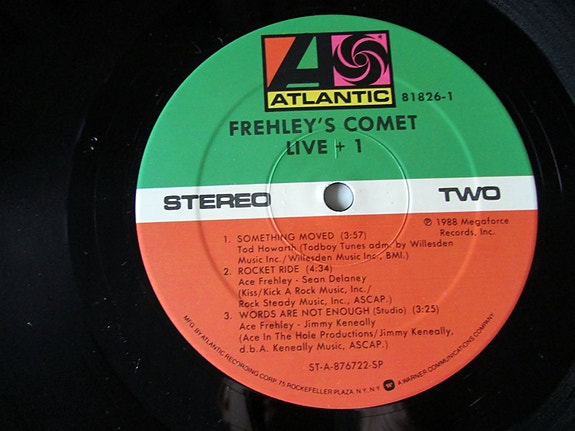 ATLANTIC
81826-1
FREHLEY'S COMET
LIVE + 1
STEREO TWO
℗ 1988 Megaforce
Records, Inc.
1. SOMETHING MOVED (3:57)
Tod Howarth (Todboy Tunes adm. by Willesden
Music Inc./Willesden Music Inc., BMI.)
2. ROCKET RIDE (4:34)
Ace Frehley - Sean Delaney
(Kiss/Kick A Rock Music, Inc./
Rock Steady Music, Inc., ASCAP.)
3. WORDS ARE NOT ENOUGH (Studio) (3:25)
Ace Frehley - Jimmy Keneally
(Ace In The Hole Productions/Jimmy Keneally,
d.b.A. Keneally Music, ASCAP.)
ST-A-876722-SP
MFG. BY ATLANTIC RECORDING CORP. 75 ROCKEFELLER PLAZA, N.Y. N.Y. A WARNER COMMUNICATIONS COMPANY